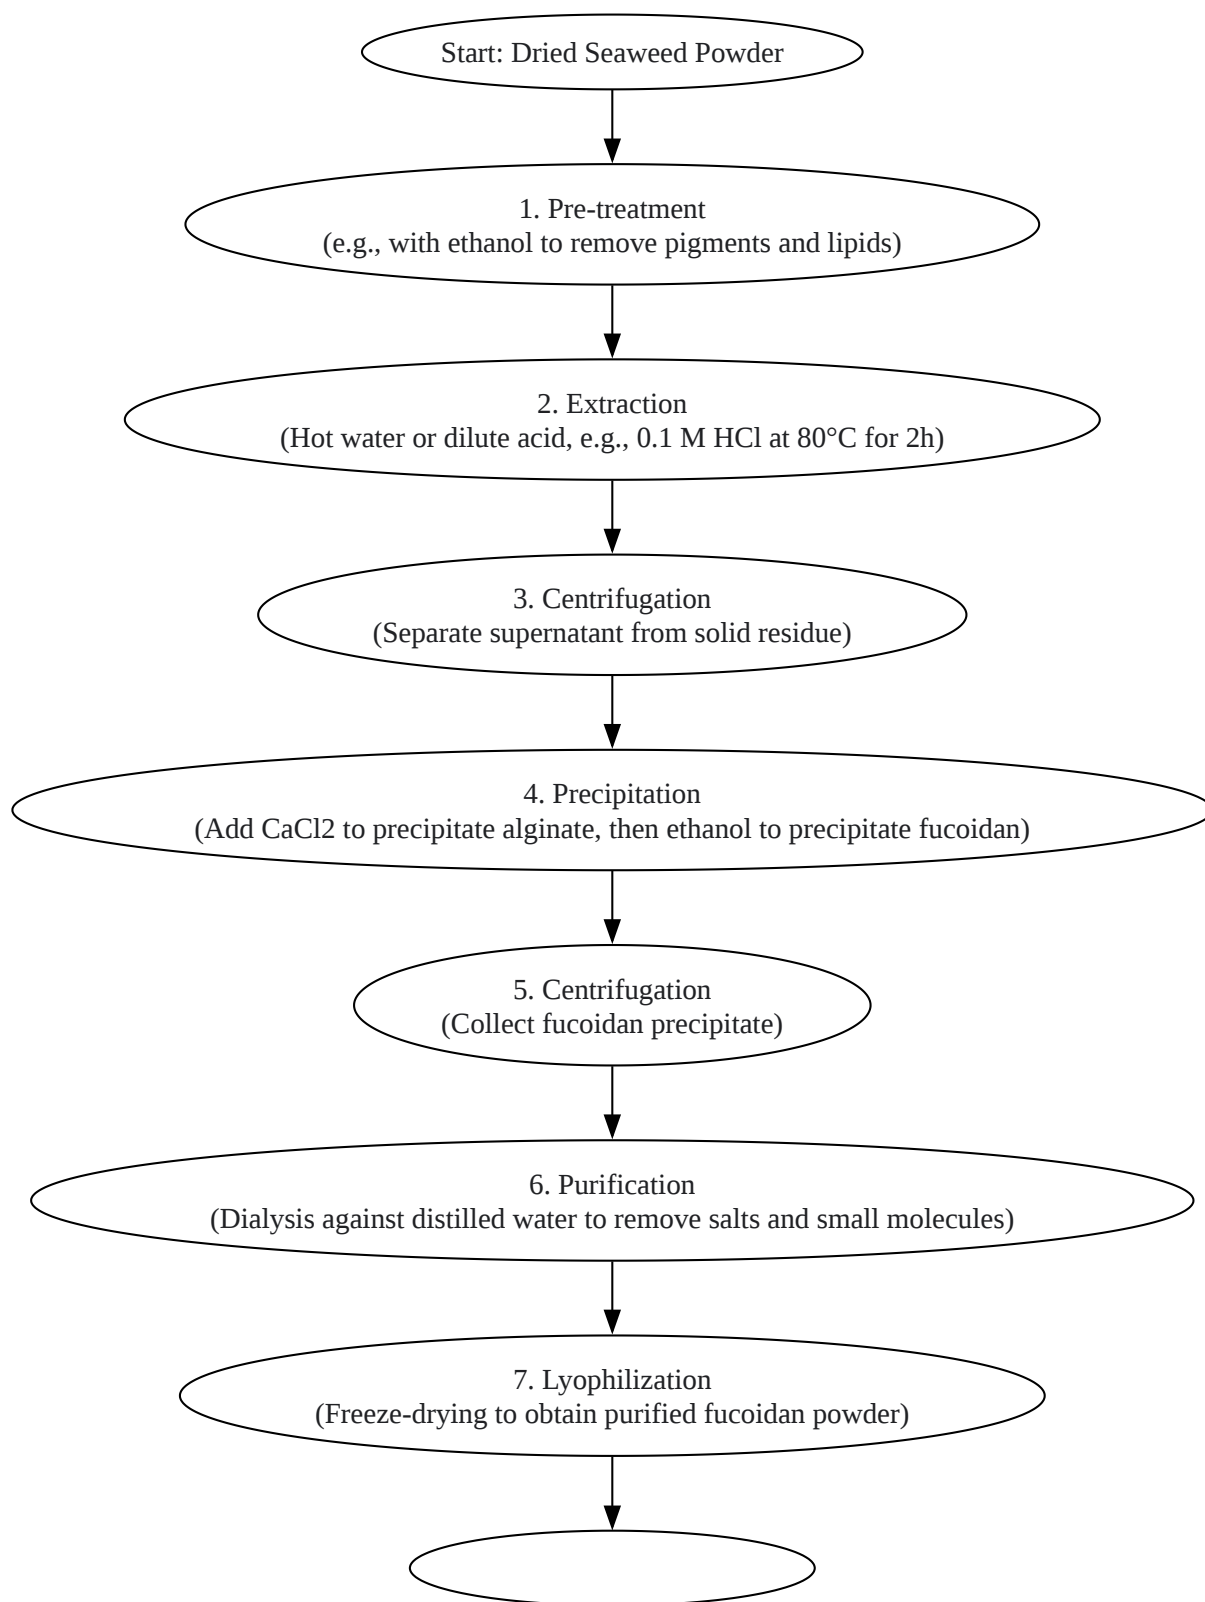 Start: Dried Seaweed Powder
1. Pre-treatment
(e.g., with ethanol to remove pigments and lipids)
2. Extraction
(Hot water or dilute acid, e.g., 0.1 M HCl at 80°C for 2h)
3. Centrifugation
(Separate supernatant from solid residue)
4. Precipitation
(Add CaCl2 to precipitate alginate, then ethanol to precipitate fucoidan)
5. Centrifugation
(Collect fucoidan precipitate)
6. Purification
(Dialysis against distilled water to remove salts and small molecules)
7. Lyophilization
(Freeze-drying to obtain purified fucoidan powder)